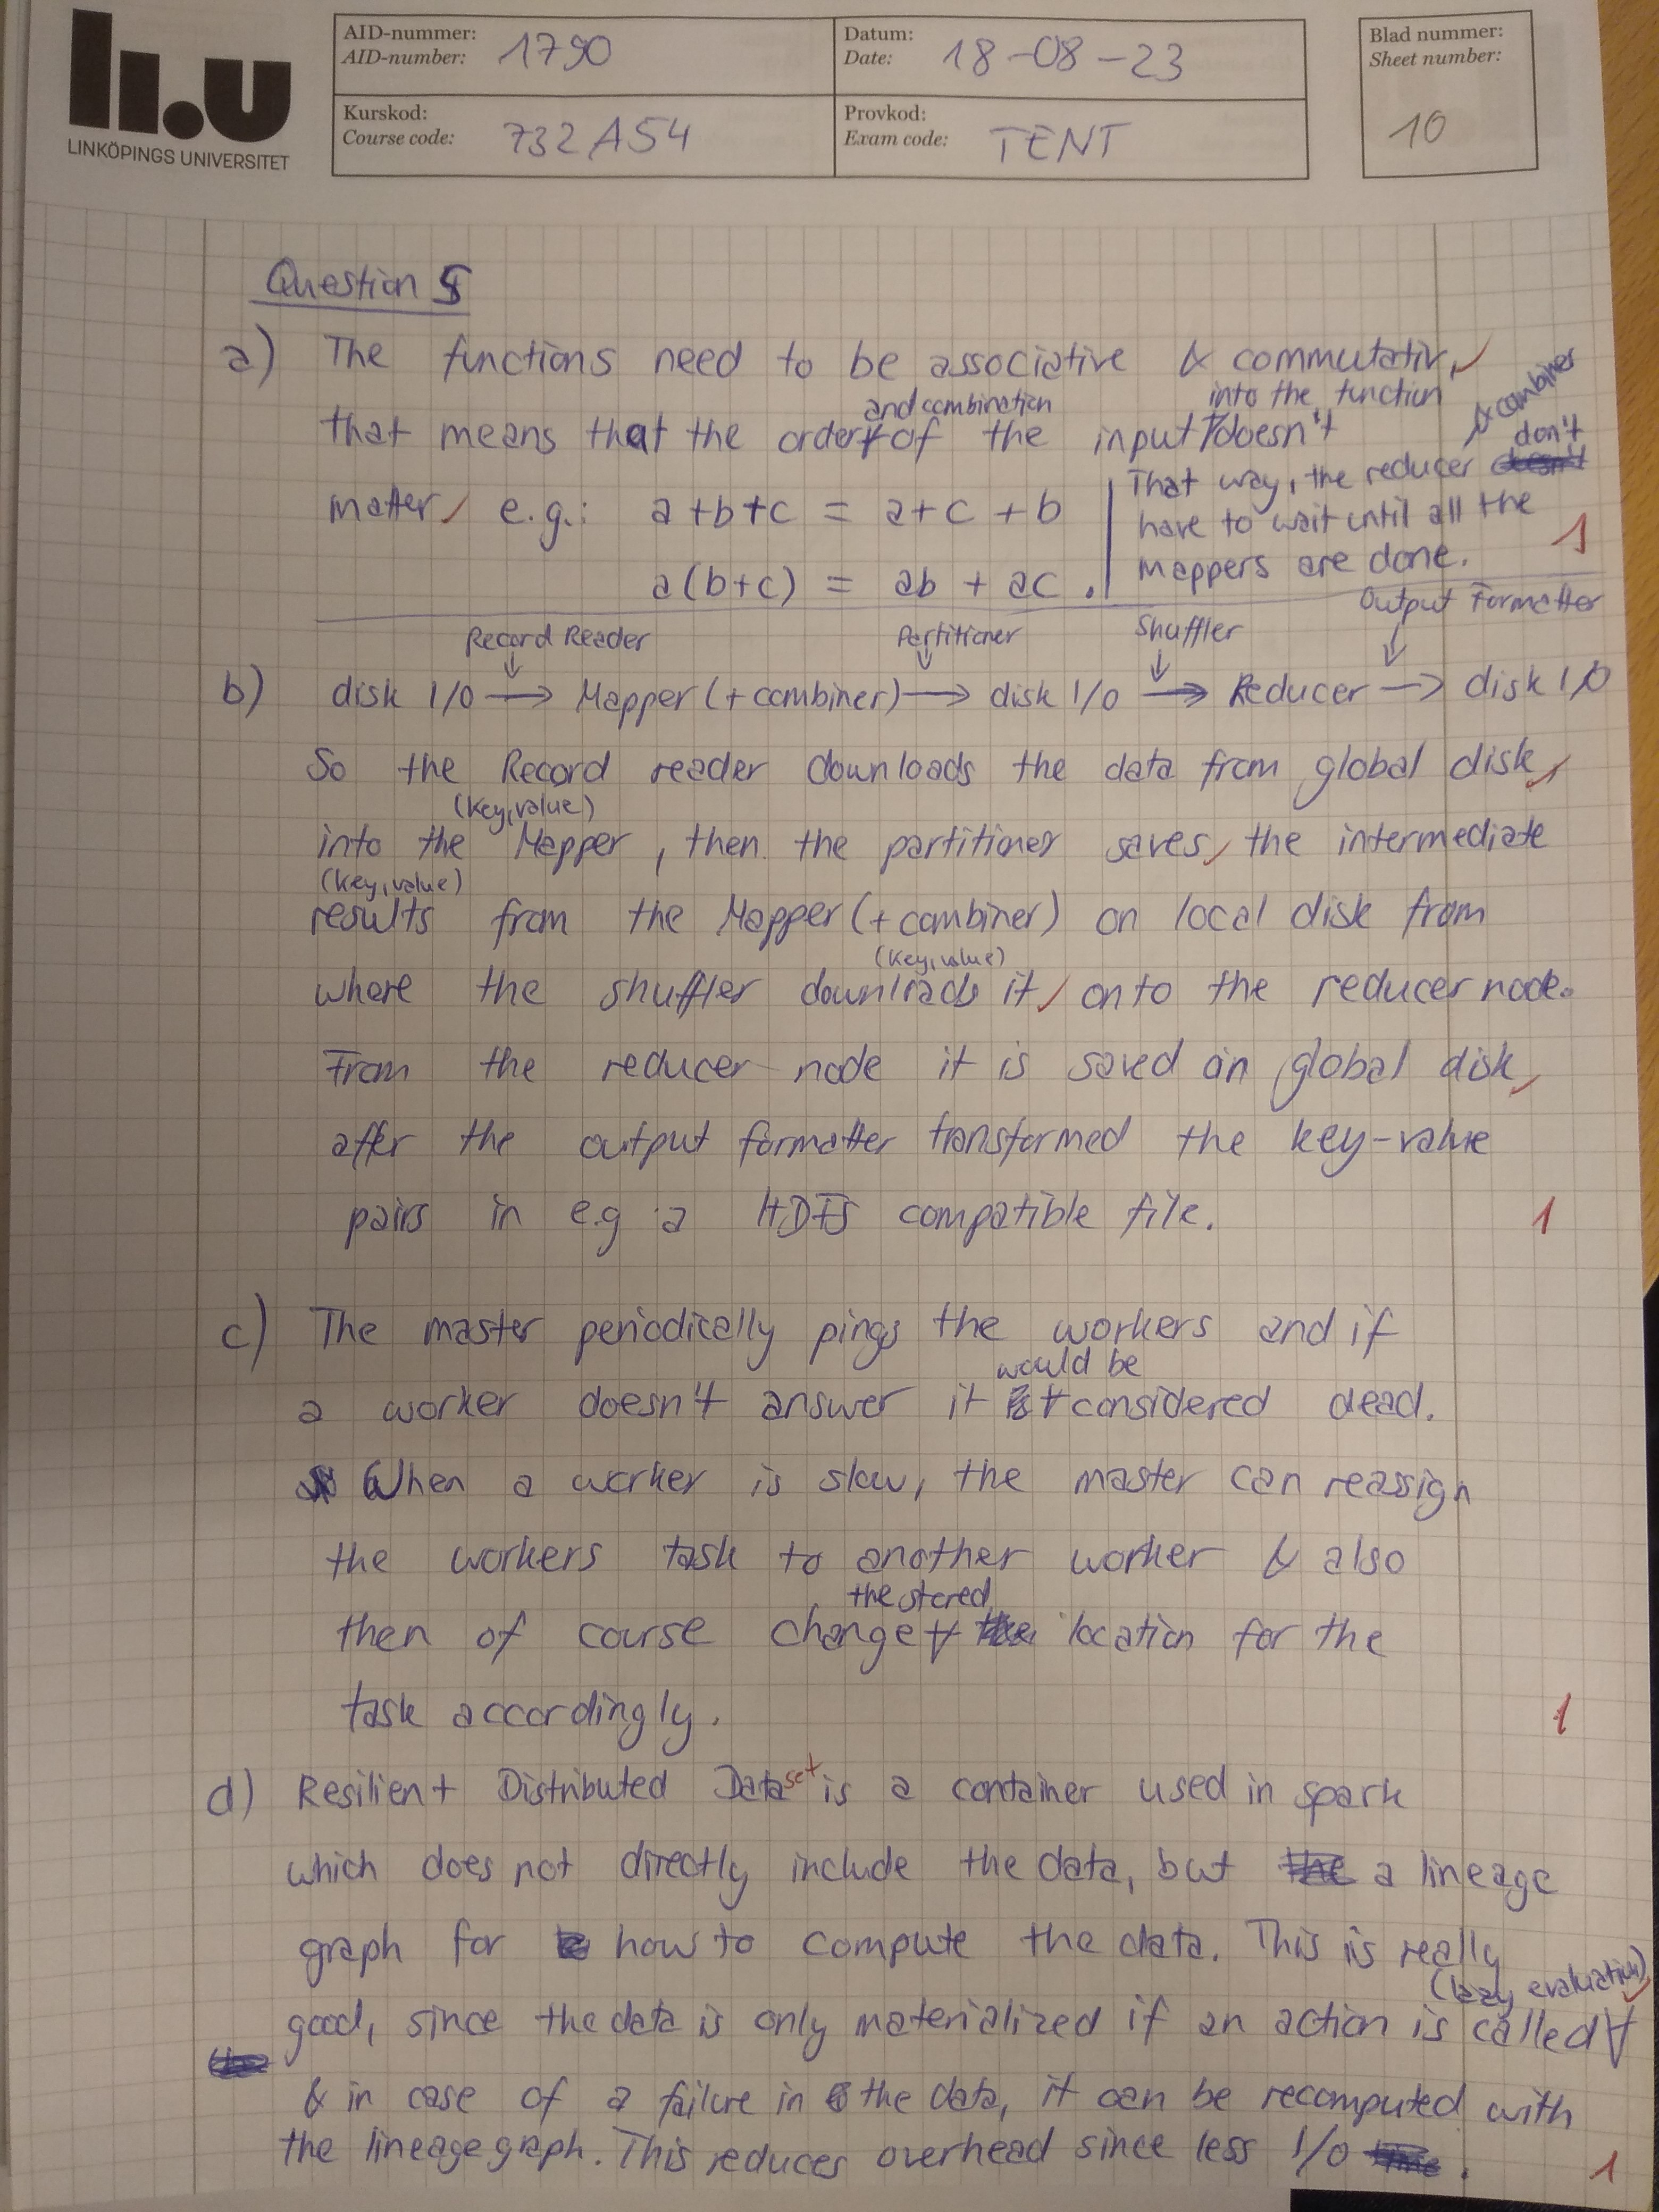 li.u
LINKÖPINGS UNIVERSITET
AID-nummer:
AID-number: 1790
Datum:
Date: 18-08-23
Blad nummer:
Sheet number:
10
Kurskod:
Course code: 732A54
Provkod:
Exam code: TENT
Question 5
a) The functions need to be associative & commutativ,
and combination into the function
that means that the order of the input doesn't
matter, e.g.: a+b+c = a+c+b
a(b+c) = ab + ac.
& combiner
That way, the reducer don't
have to wait until all the
mappers are done.
1
Record Reader Partitioner Shuffler Output Formatter
b) disk I/O → Mapper (+ combiner) → disk I/O → Reducer → disk I/O
So the Record reader downloads the data from global disk,
(key,value)
into the Mapper, then the partitioner saves, the intermediate
(key,value)
results from the Mapper (+ combiner) on local disk from
(key,value)
where the shuffler downloads it, onto the reducer node.
From the reducer node it is saved on global disk,
after the output formatter transformed the key-value
pairs in e.g a HDFS compatible file. 1
c) The master periodically pings the workers and if
would be
a worker doesn't answer it considered dead.
When a worker is slow, the master can reassign
the workers task to another worker & also
the stored
then of course change location for the
task accordingly. 1
d) Resilient Distributed Dataset is a container used in spark
which does not directly include the data, but a lineage
graph for how to compute the data. This is really
(lazy evaluation)
good, since the data is only materialized if an action is called
& in case of a failure in the data, it can be recomputed with
the lineage graph. This reduces overhead since less I/O . 1